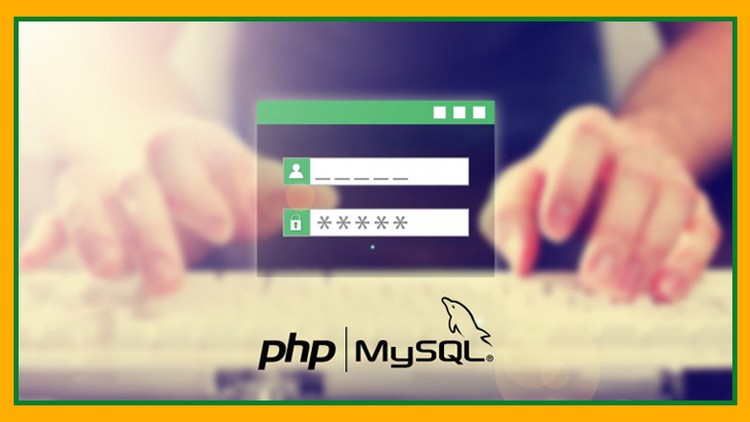 _ _ _ _ _
*****
php | MySQL®